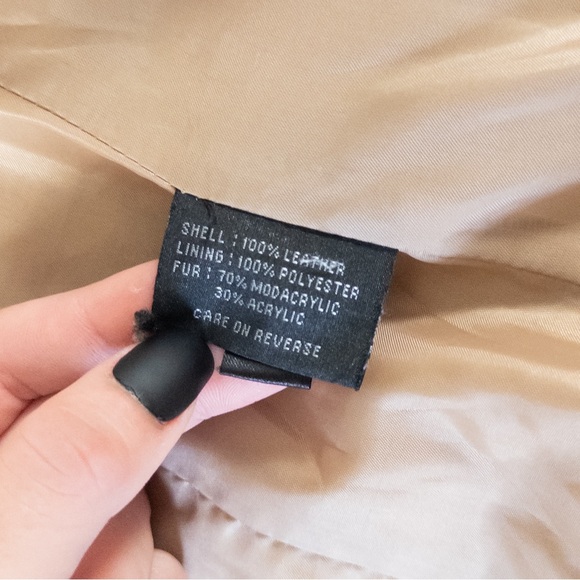 SHELL : 100% LEATHER
LINING : 100% POLYESTER
FUR : 70% MODACRYLIC
30% ACRYLIC
CARE ON REVERSE